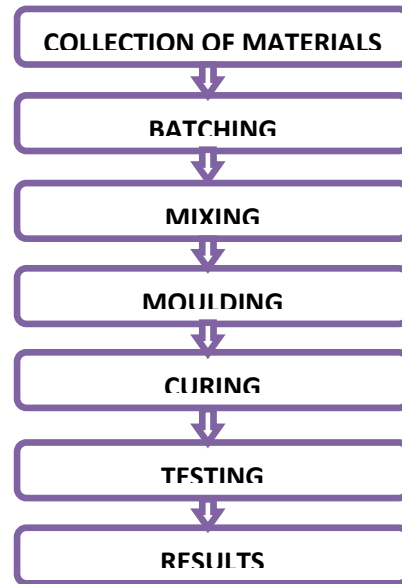 COLLECTION OF MATERIALS
BATCHING
MIXING
MOULDING
CURING
TESTING
RESULTS